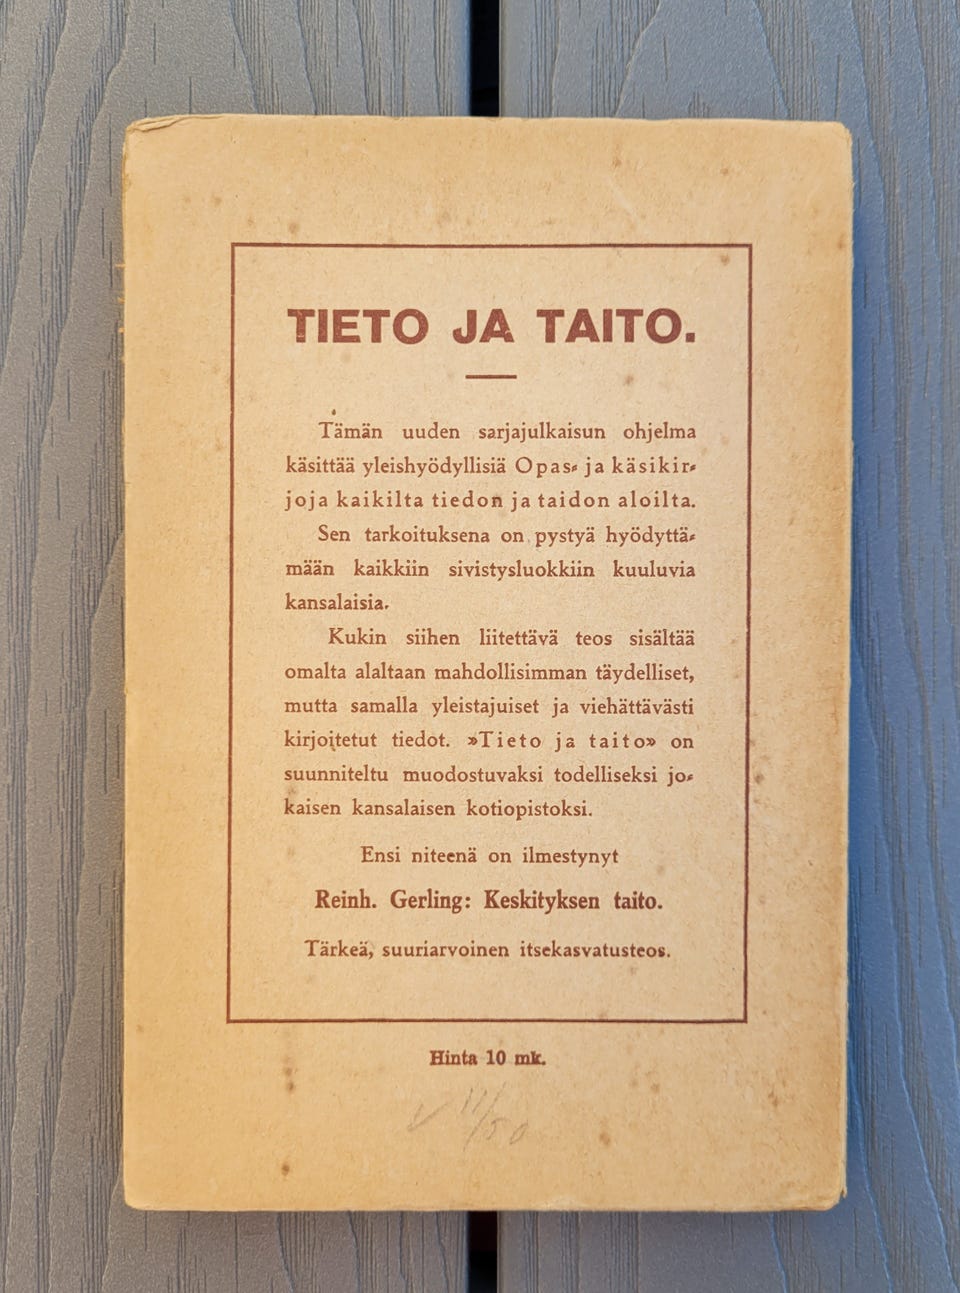 TIETO JA TAITO.
Tämän uuden sarjajulkaisun ohjelma
käsittää yleishyödyllisiä Opas- ja käsikir-
joja kaikilta tiedon ja taidon aloilta.
Sen tarkoituksena on pystyä hyödyttä-
mään kaikkiin sivistysluokkiin kuuluvia
kansalaisia.
Kukin siihen liitettävä teos sisältää
omalta alaltaan mahdollisimman täydelliset,
mutta samalla yleistajuiset ja viehättävästi
kirjoitetut tiedot. »Tieto ja taito» on
suunniteltu muodostuvaksi todelliseksi jo-
kaisen kansalaisen kotiopistoksi.
Ensi niteenä on ilmestynyt
Reinh. Gerling: Keskityksen taito.
Tärkeä, suuriarvoinen itsekasvatusteos.
Hinta 10 mk.